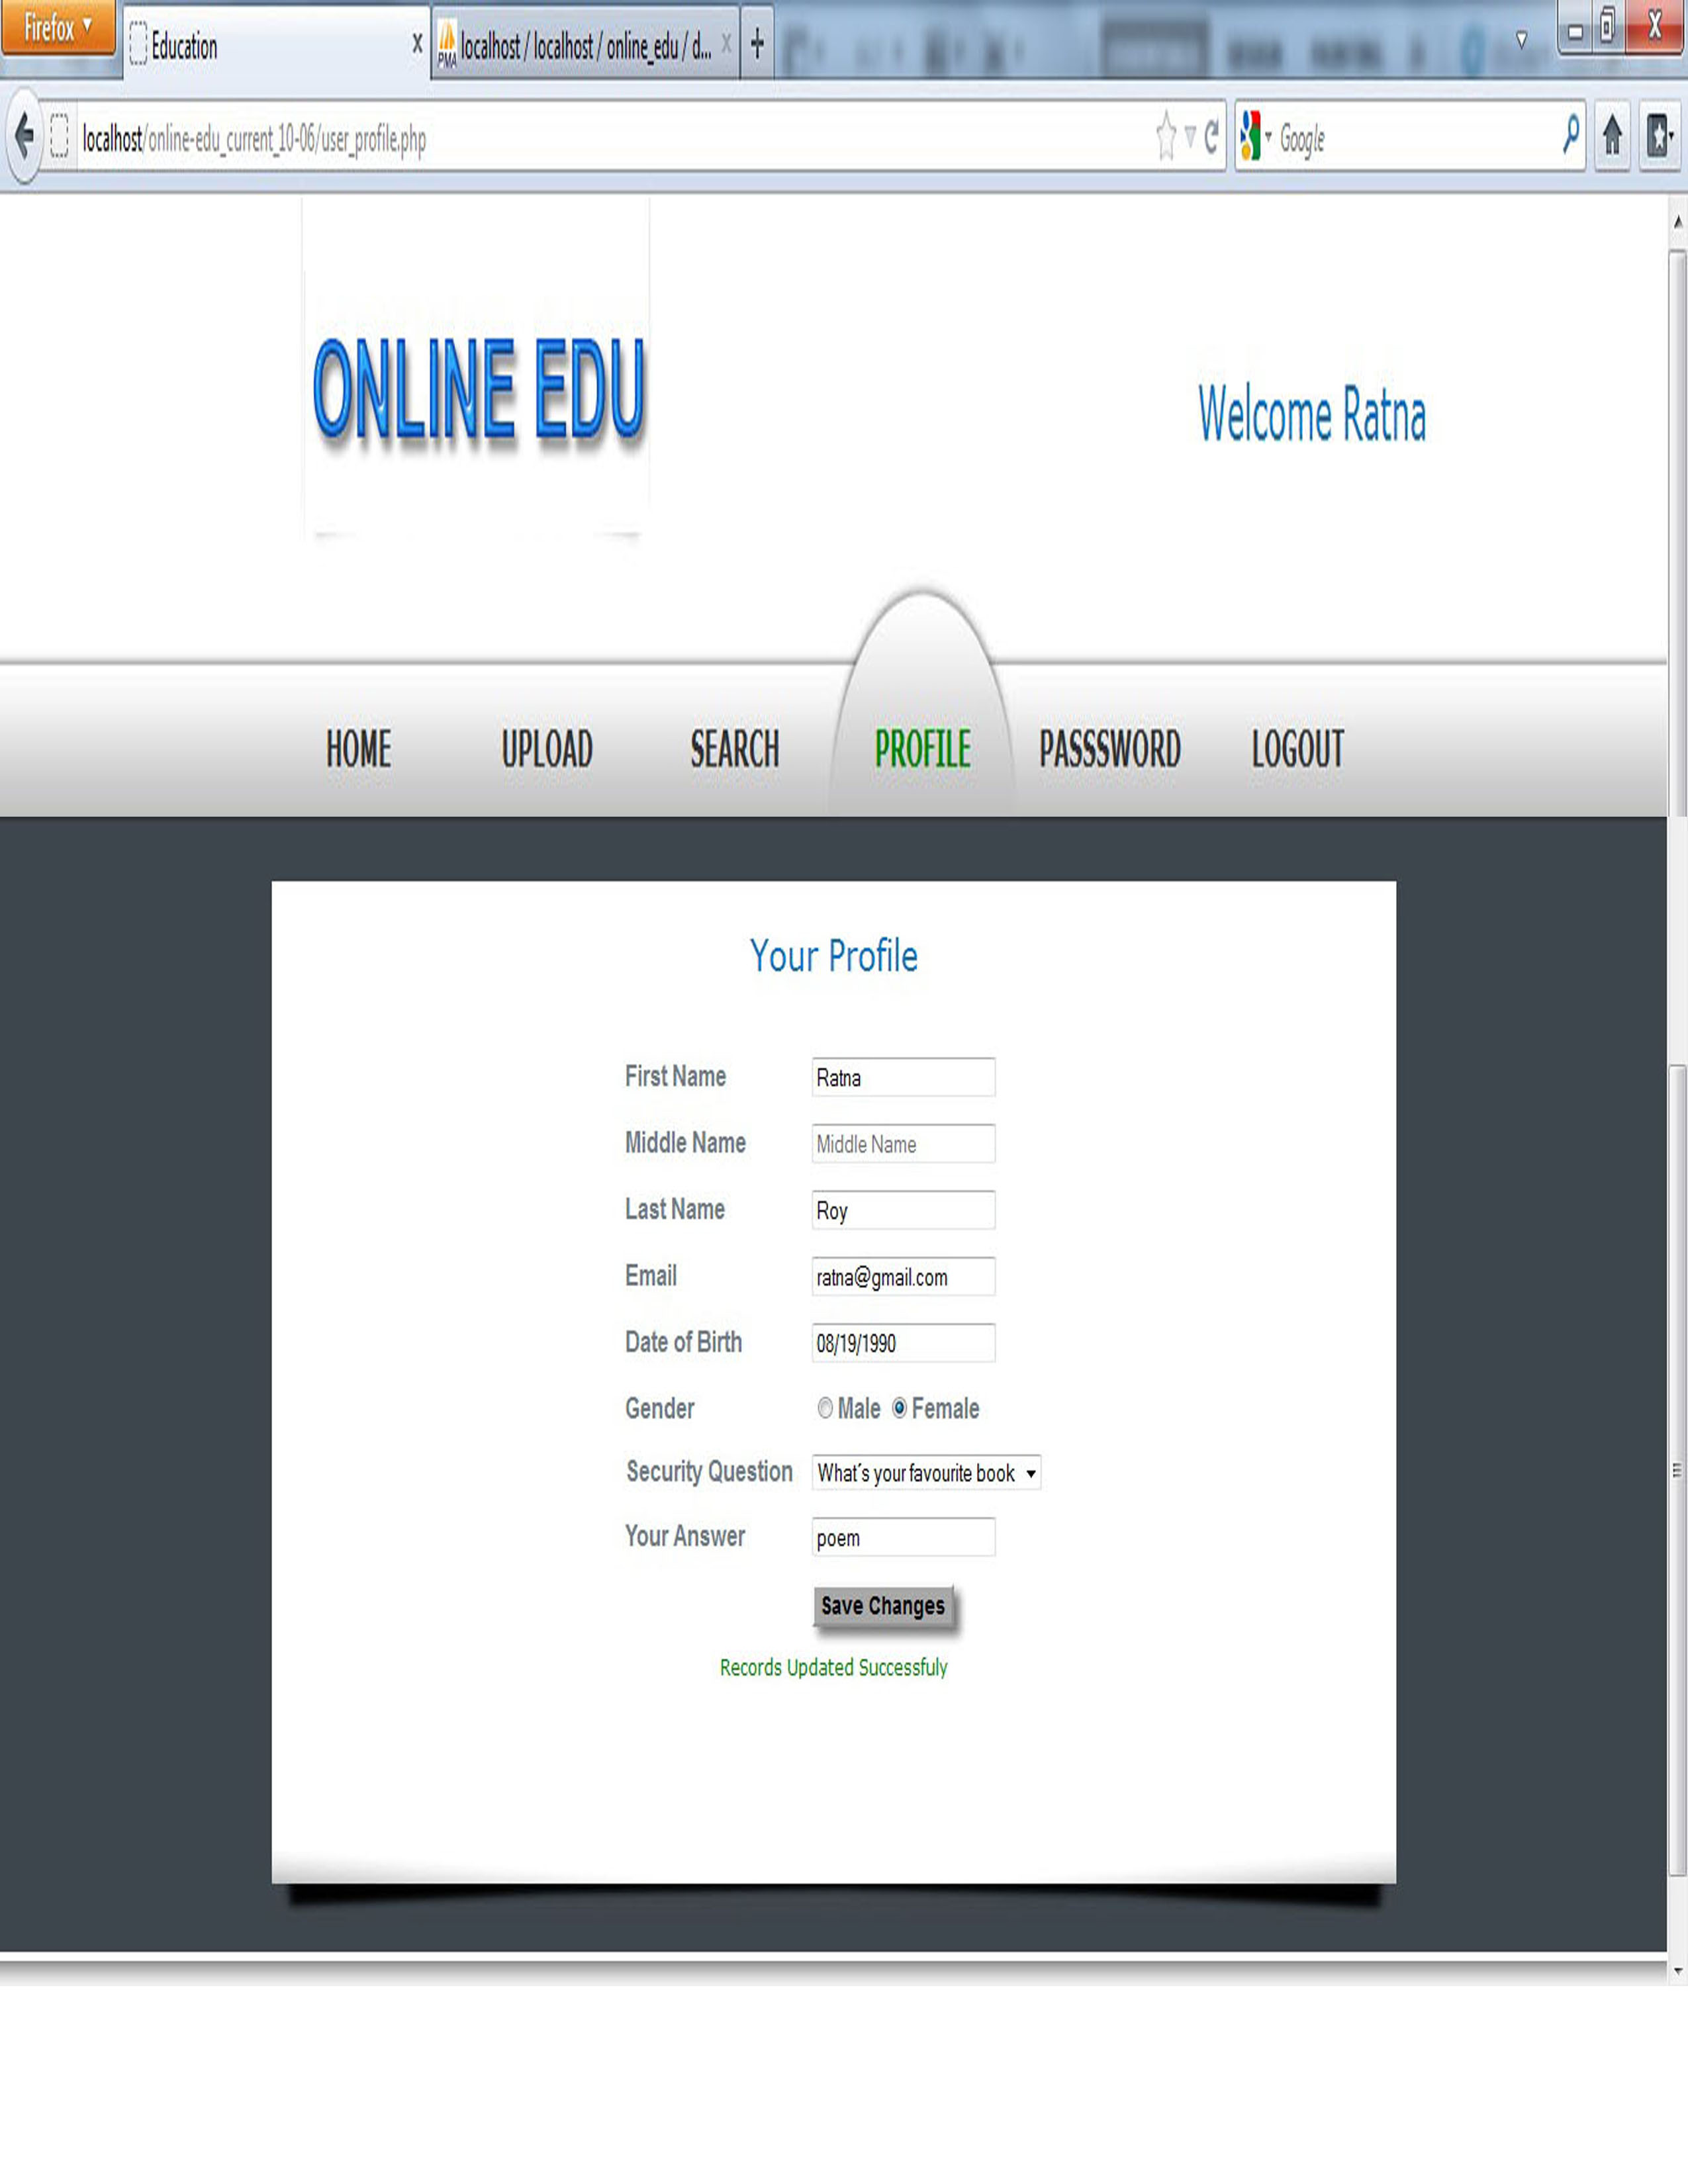 Firefox
Education
PMA localhost / localhost / online_edu / d...
localhost/online-edu_current_10-06/user_profile.php
Google
ONLINE EDU
Welcome Ratna
HOME UPLOAD SEARCH PROFILE PASSSWORD LOGOUT
Your Profile
First Name Ratna
Middle Name Middle Name
Last Name Roy
Email ratna@gmail.com
Date of Birth 08/19/1990
Gender Male Female
Security Question What´s your favourite book
Your Answer poem
Save Changes
Records Updated Successfuly